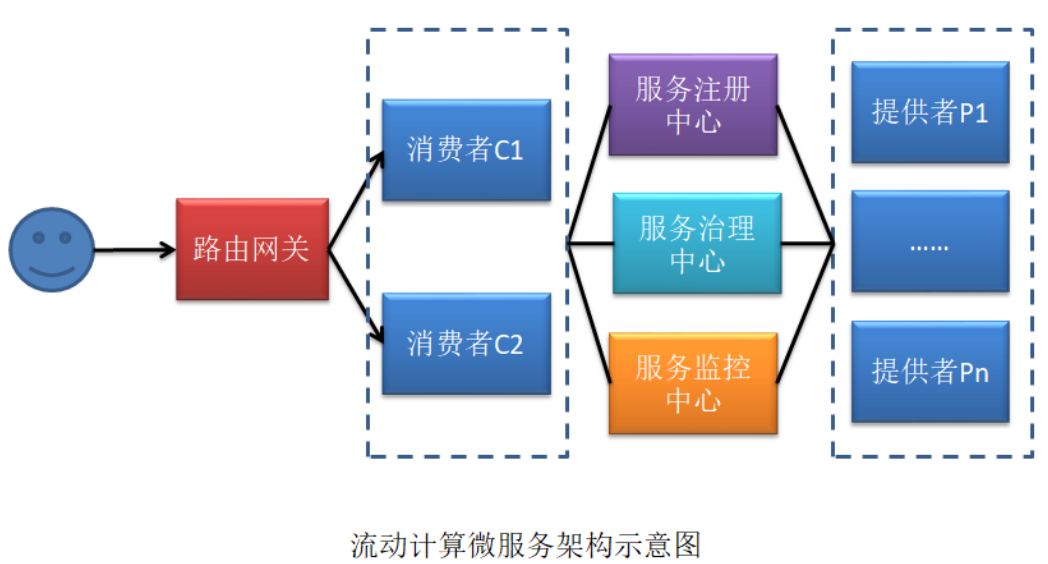 路由网关
消费者C1
消费者C2
服务注册
中心
服务治理
中心
服务监控
中心
提供者P1
……
提供者Pn
流动计算微服务架构示意图